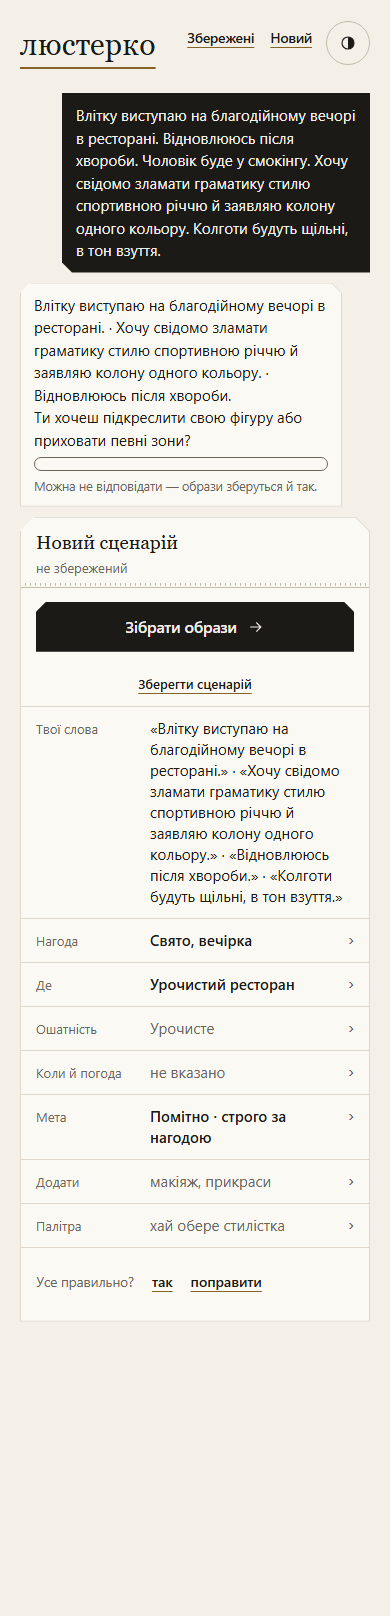 люстерко
Збережені
Новий
Влітку виступаю на благодійному вечорі
в ресторані. Відновлююсь після
хвороби. Чоловік буде у смокінгу. Хочу
свідомо зламати граматику стилю
спортивною річчю й заявляю колону
одного кольору. Колготи будуть щільні,
в тон взуття.
Влітку виступаю на благодійному вечорі в
ресторані. · Хочу свідомо зламати
граматику стилю спортивною річчю й
заявляю колону одного кольору. ·
Відновлююсь після хвороби.
Ти хочеш підкреслити свою фігуру або
приховати певні зони?
Можна не відповідати — образи зберуться й так.
Новий сценарій
не збережений
Зібрати образи →
Зберегти сценарій
Твої слова
«Влітку виступаю на
благодійному вечорі в
ресторані.» · «Хочу свідомо
зламати граматику стилю
спортивною річчю й
заявляю колону одного
кольору.» · «Відновлююсь
після хвороби.» · «Колготи
будуть щільні, в тон взуття.»
Нагода
Свято, вечірка
Де
Урочистий ресторан
Ошатність
Урочисте
Коли й погода
не вказано
Мета
Помітно · строго за
нагодою
Додати
макіяж, прикраси
Палітра
хай обере стилістка
Усе правильно?
так
поправити